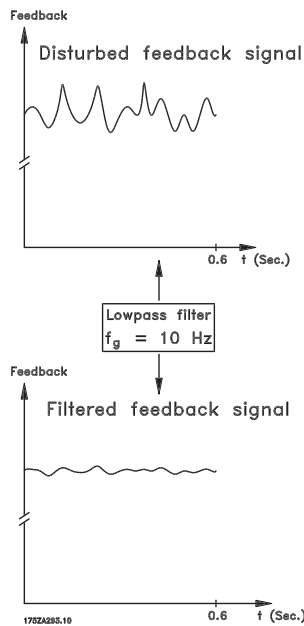 Feedback
Disturbed feedback signal
0.6 t (Sec.)
Lowpass filter
fg = 10 Hz
Feedback
Filtered feedback signal
0.6
t (Sec.)
175ZA293.10